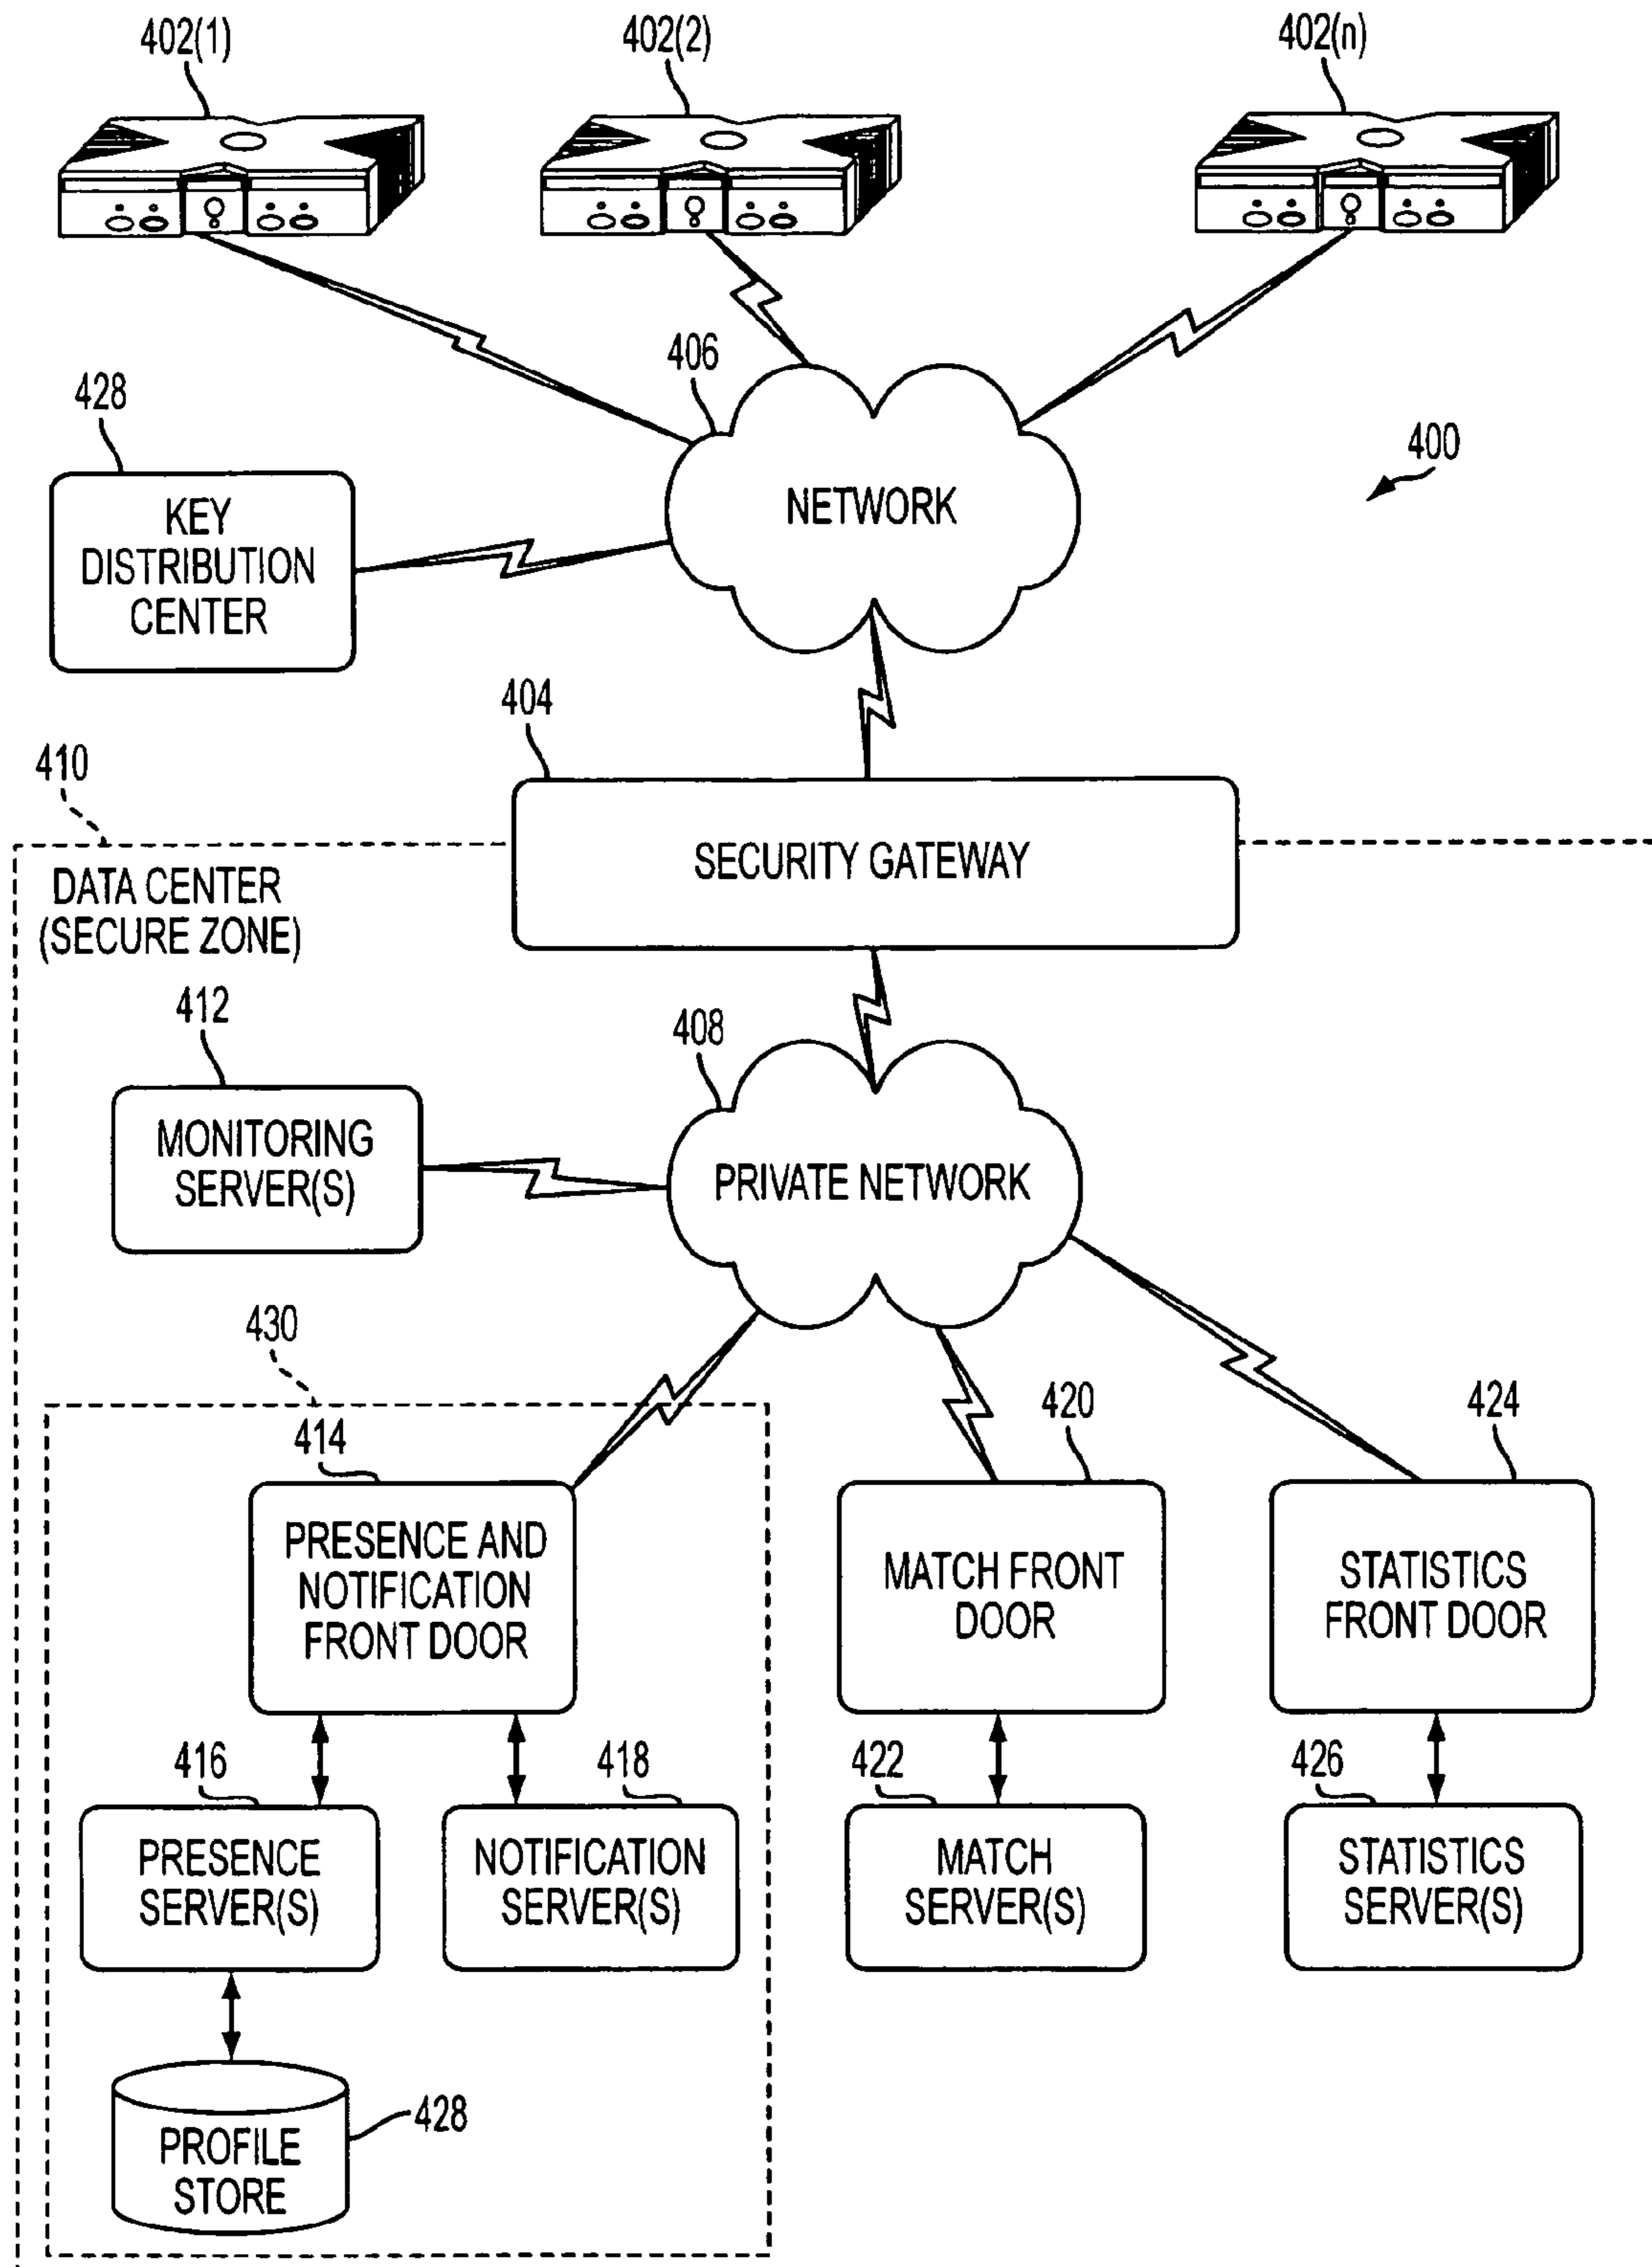 402(1)
402(2)
402(n)
406
428
400
NETWORK
KEY
DISTRIBUTION
CENTER
404
410
SECURITY GATEWAY
DATA CENTER
(SECURE ZONE)
412
408
MONITORING
SERVER(S)
PRIVATE NETWORK
430
414
420
424
PRESENCE AND
NOTIFICATION
FRONT DOOR
MATCH FRONT
DOOR
STATISTICS
FRONT DOOR
416
418
422
426
PRESENCE
SERVER(S)
NOTIFICATION
SERVER(S)
MATCH
SERVER(S)
STATISTICS
SERVER(S)
428
PROFILE
STORE